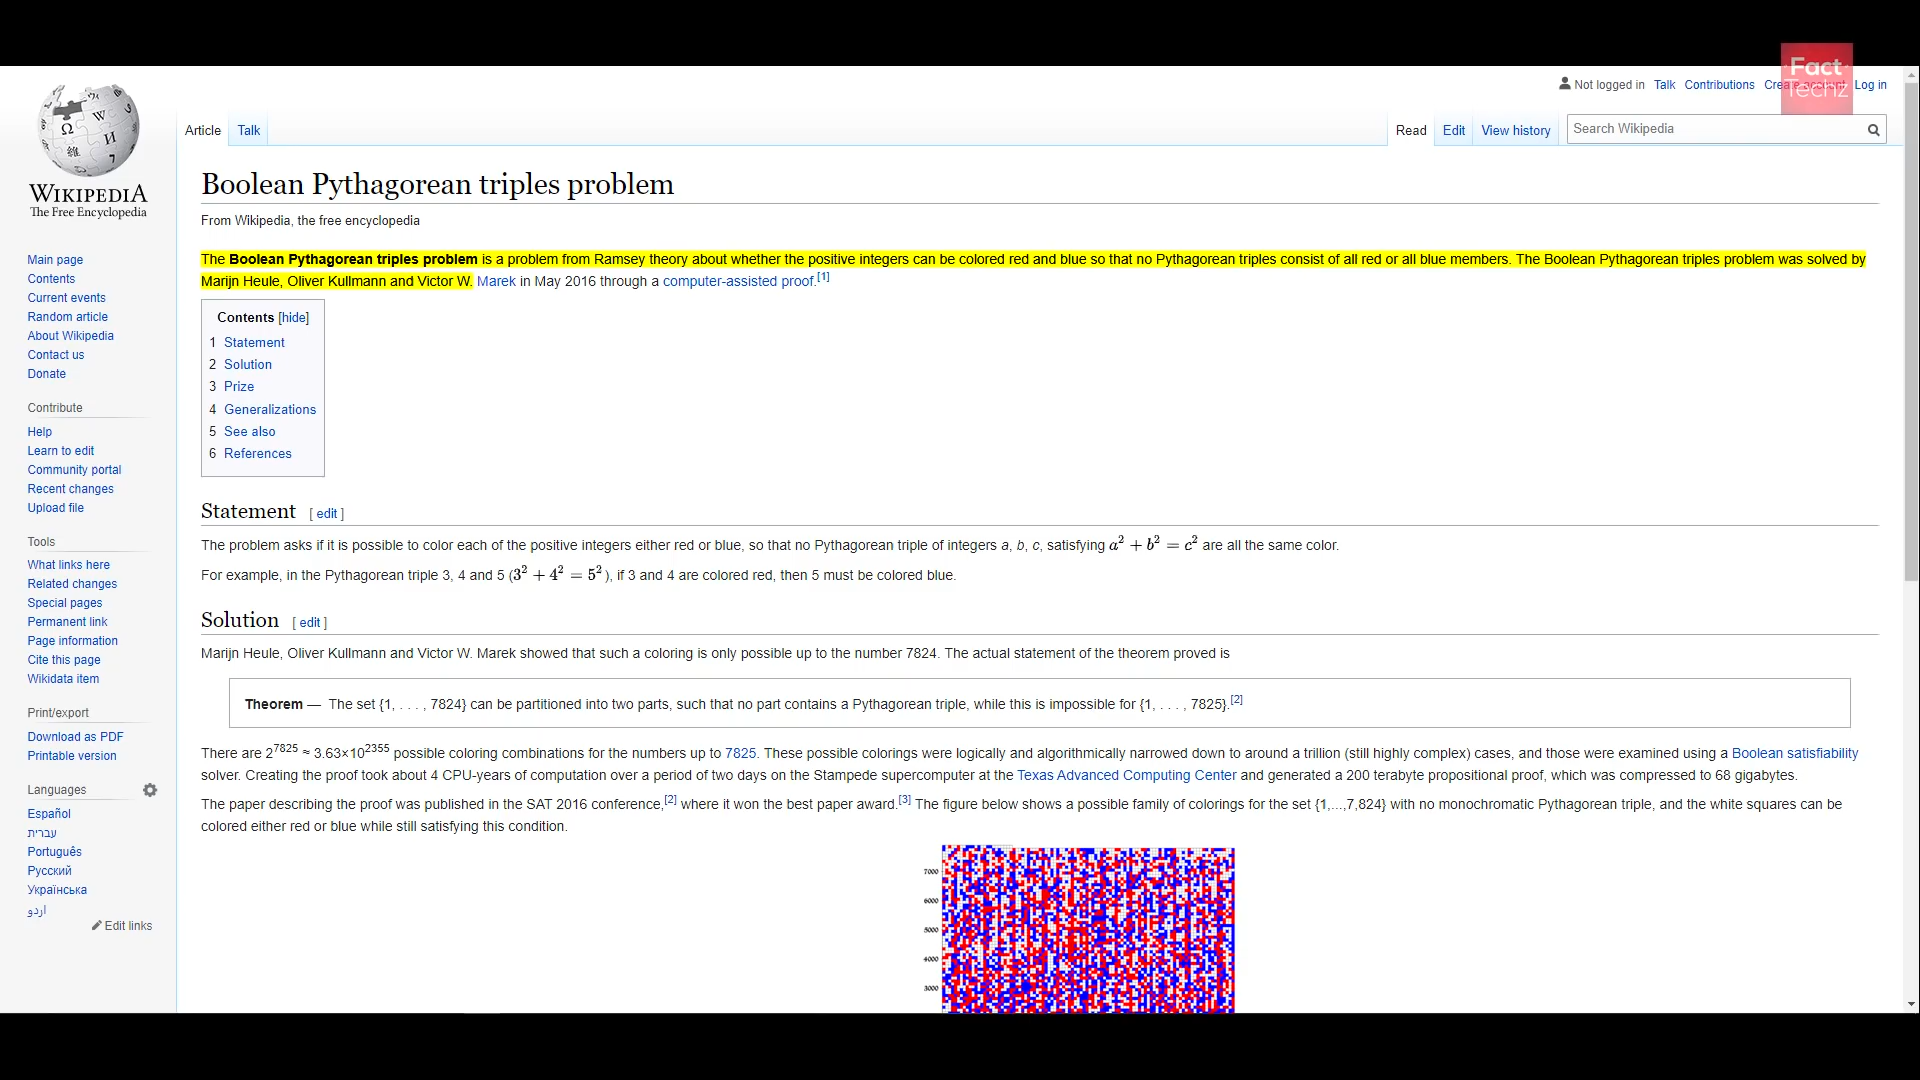 Fact
Techz
Not logged in Talk Contributions Create account Log in
Article Talk Read Edit View history Search Wikipedia
WIKIPEDIA
The Free Encyclopedia
Main page
Contents
Current events
Random article
About Wikipedia
Contact us
Donate
Contribute
Help
Learn to edit
Community portal
Recent changes
Upload file
Tools
What links here
Related changes
Special pages
Permanent link
Page information
Cite this page
Wikidata item
Print/export
Download as PDF
Printable version
Languages
Español
עברית
Português
Русский
Українська
اردو
Edit links
Boolean Pythagorean triples problem
From Wikipedia, the free encyclopedia
The Boolean Pythagorean triples problem is a problem from Ramsey theory about whether the positive integers can be colored red and blue so that no Pythagorean triples consist of all red or all blue members. The Boolean Pythagorean triples problem was solved by
Marijn Heule, Oliver Kullmann and Victor W. Marek in May 2016 through a computer-assisted proof.[1]
Contents [hide]
1 Statement
2 Solution
3 Prize
4 Generalizations
5 See also
6 References
Statement [ edit ]
The problem asks if it is possible to color each of the positive integers either red or blue, so that no Pythagorean triple of integers a, b, c, satisfying a² + b² = c² are all the same color.
For example, in the Pythagorean triple 3, 4 and 5 (3² + 4² = 5²), if 3 and 4 are colored red, then 5 must be colored blue.
Solution [ edit ]
Marijn Heule, Oliver Kullmann and Victor W. Marek showed that such a coloring is only possible up to the number 7824. The actual statement of the theorem proved is
Theorem — The set {1, . . . , 7824} can be partitioned into two parts, such that no part contains a Pythagorean triple, while this is impossible for {1, . . . , 7825}.[2]
There are 2⁷⁸²⁵ ≈ 3.63×10²³⁵⁵ possible coloring combinations for the numbers up to 7825. These possible colorings were logically and algorithmically narrowed down to around a trillion (still highly complex) cases, and those were examined using a Boolean satisfiability
solver. Creating the proof took about 4 CPU-years of computation over a period of two days on the Stampede supercomputer at the Texas Advanced Computing Center and generated a 200 terabyte propositional proof, which was compressed to 68 gigabytes.
The paper describing the proof was published in the SAT 2016 conference,[2] where it won the best paper award.[3] The figure below shows a possible family of colorings for the set {1,...,7,824} with no monochromatic Pythagorean triple, and the white squares can be
colored either red or blue while still satisfying this condition.
7000
6000
5000
4000
3000